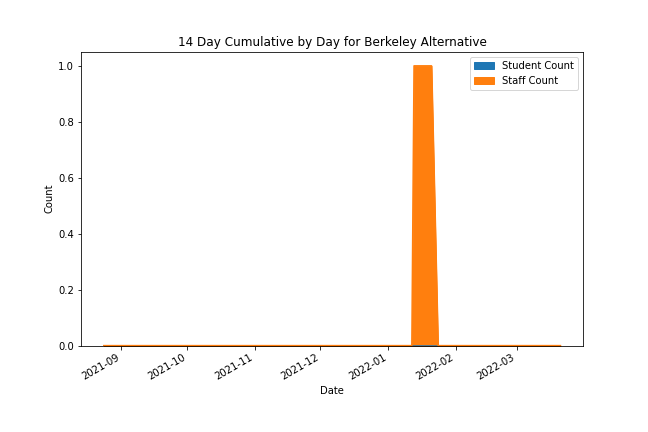 14 Day Cumulative by Day for Berkeley Alternative
Student Count
Staff Count
1.0
0.8
0.6
0.4
0.2
0.0
Count
2021-09
2021-10
2021-11
2021-12
2022-01
2022-02
2022-03
Date